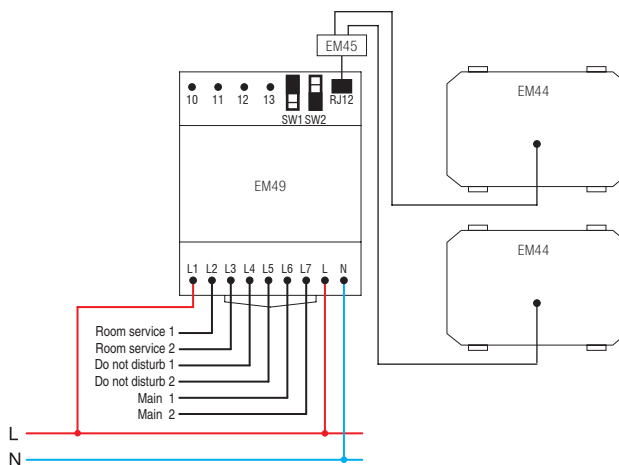 EM45
10 11 12 13 RJ12
SW1 SW2
EM44
EM49
EM44
L1 L2 L3 L4 L5 L6 L7 L N
Room service 1
Room service 2
Do not disturb 1
Do not disturb 2
Main 1
Main 2
L
N